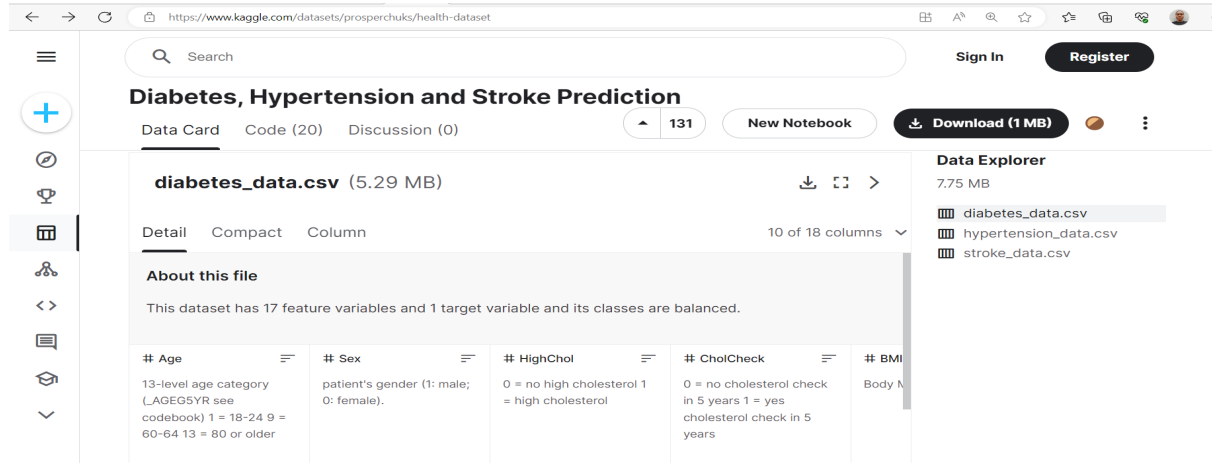 https://www.kaggle.com/datasets/prosperchuks/health-dataset
Search
Sign In
Register
Diabetes, Hypertension and Stroke Prediction
Data Card
Code (20)
Discussion (0)
131
New Notebook
Download (1 MB)
diabetes_data.csv (5.29 MB)
Detail
Compact
Column
10 of 18 columns
About this file
This dataset has 17 feature variables and 1 target variable and its classes are balanced.
# Age
13-level age category
(_AGEG5YR see
codebook) 1 = 18-24 9 =
60-64 13 = 80 or older
# Sex
patient's gender (1: male;
0: female).
# HighChol
0 = no high cholesterol 1
= high cholesterol
# CholCheck
0 = no cholesterol check
in 5 years 1 = yes
cholesterol check in 5
years
# BMI
Body
Data Explorer
7.75 MB
diabetes_data.csv
hypertension_data.csv
stroke_data.csv